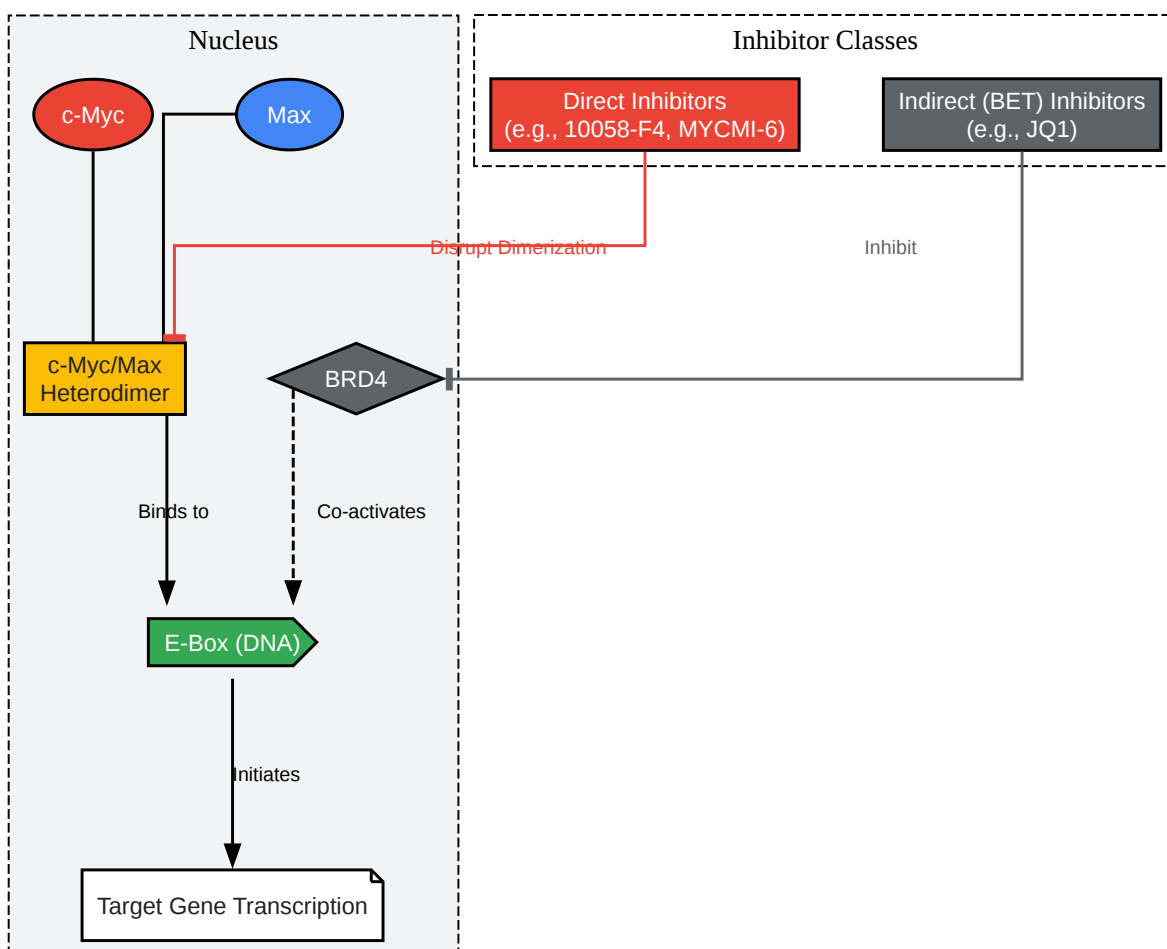 Nucleus
Inhibitor Classes
c-Myc
Max
Direct Inhibitors
(e.g., 10058-F4, MYCMI-6)
Indirect (BET) Inhibitors
(e.g., JQ1)
Disrupt Dimerization
Inhibit
c-Myc/Max
Heterodimer
BRD4
Binds to
Co-activates
E-Box (DNA)
Initiates
Target Gene Transcription